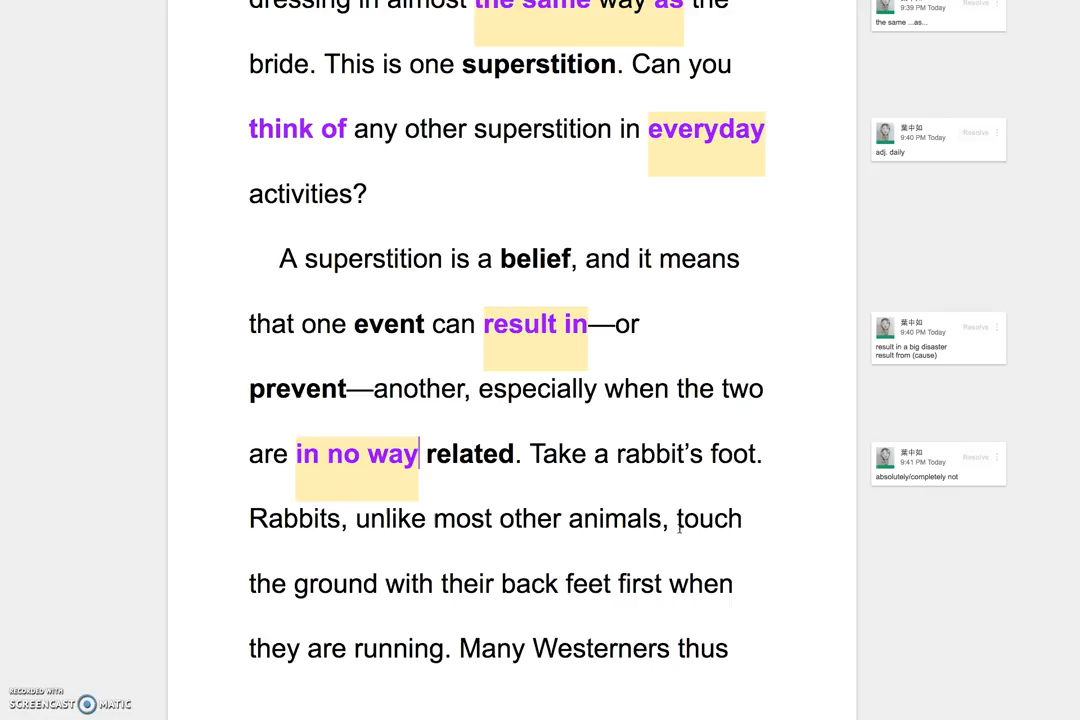 dressing in almost the same way as the
bride. This is one superstition. Can you
think of any other superstition in everyday
activities?
A superstition is a belief, and it means
that one event can result in—or
prevent—another, especially when the two
are in no way related. Take a rabbit’s foot.
Rabbits, unlike most other animals, touch
the ground with their back feet first when
they are running. Many Westerners thus
9:39 PM Today
Resolve
the same ...as...
葉中如
9:40 PM Today
Resolve
adj. daily
葉中如
9:40 PM Today
Resolve
result in a big disaster
result from (cause)
葉中如
9:41 PM Today
Resolve
absolutely/completely not
RECORDED WITH
SCREENCAST MATIC